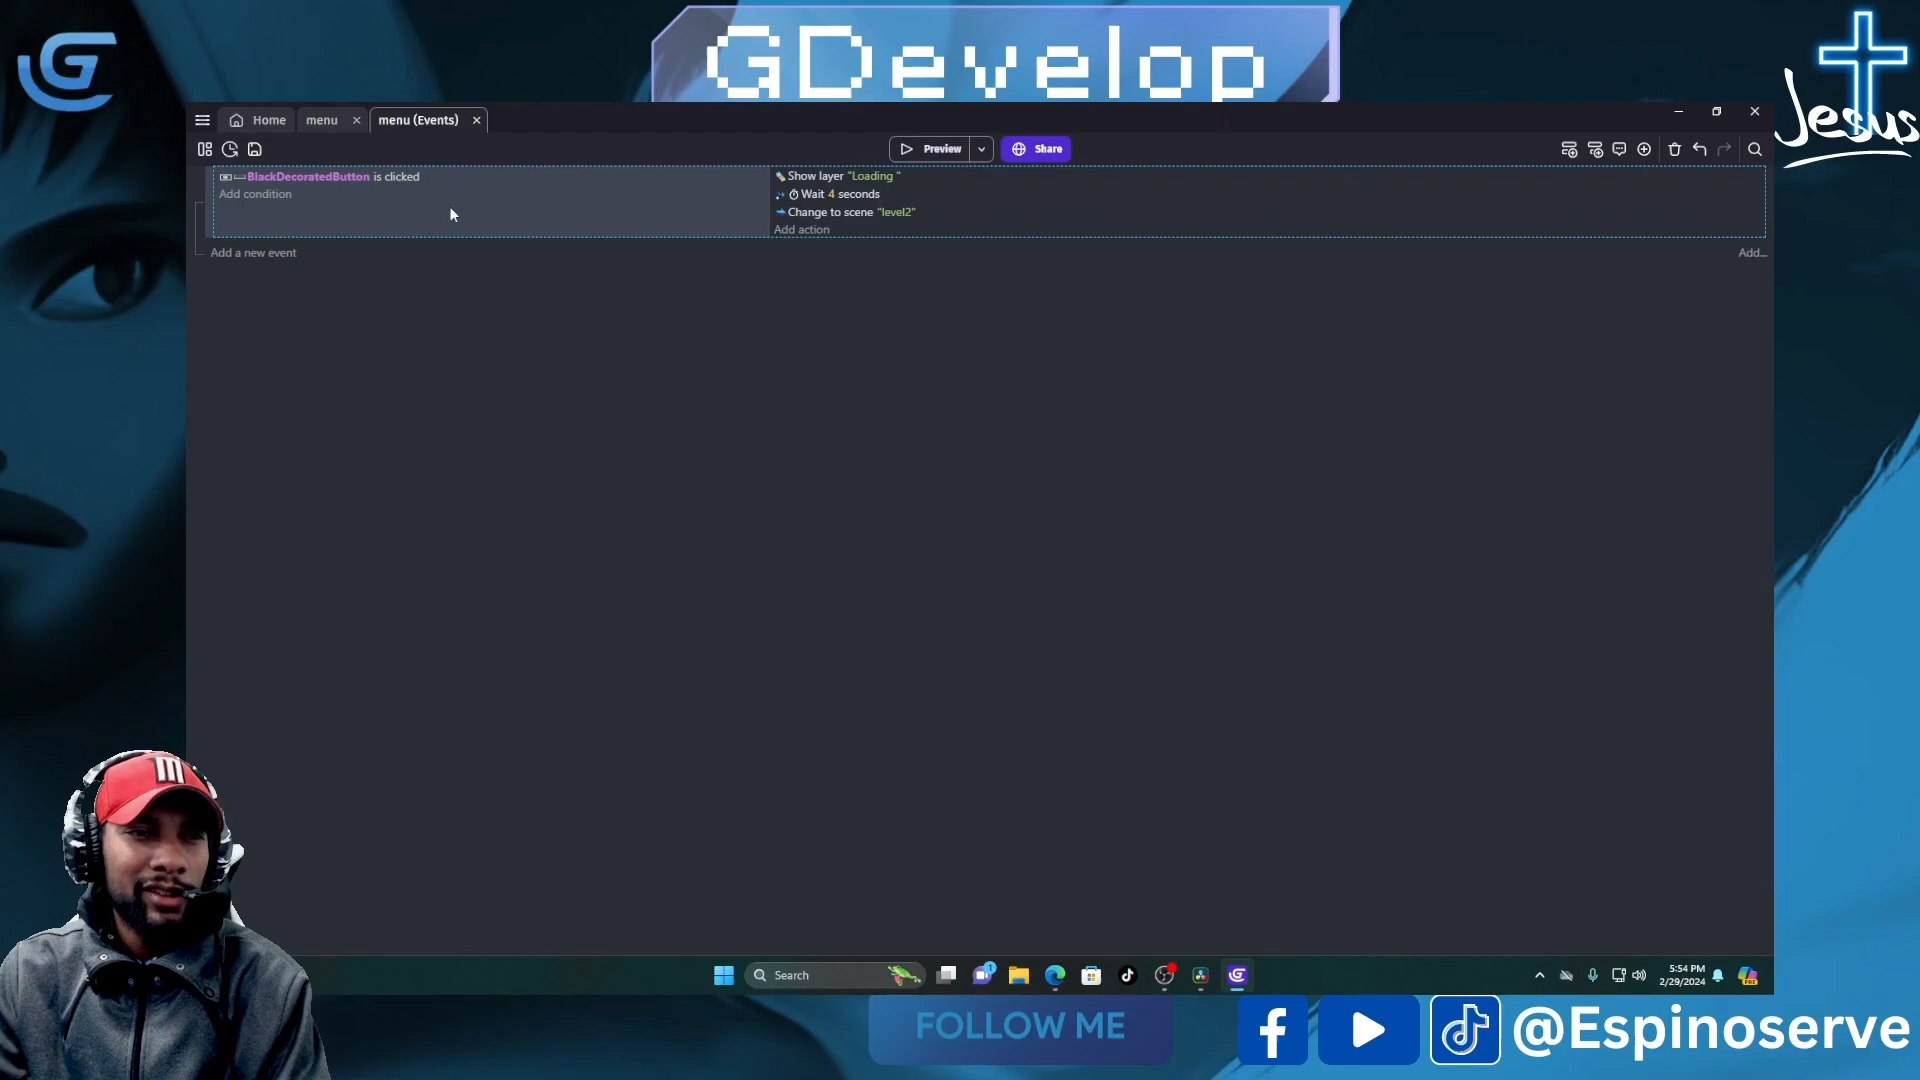 GDevelop
Jesus
Home
menu
menu (Events)
Preview
Share
BlackDecoratedButton is clicked
Add condition
Show layer "Loading "
Wait 4 seconds
Change to scene "level2"
Add action
Add a new event
Add...
M
Search
1
5:54 PM
2/29/2024
PRE
FOLLOW ME
@Espinoserve